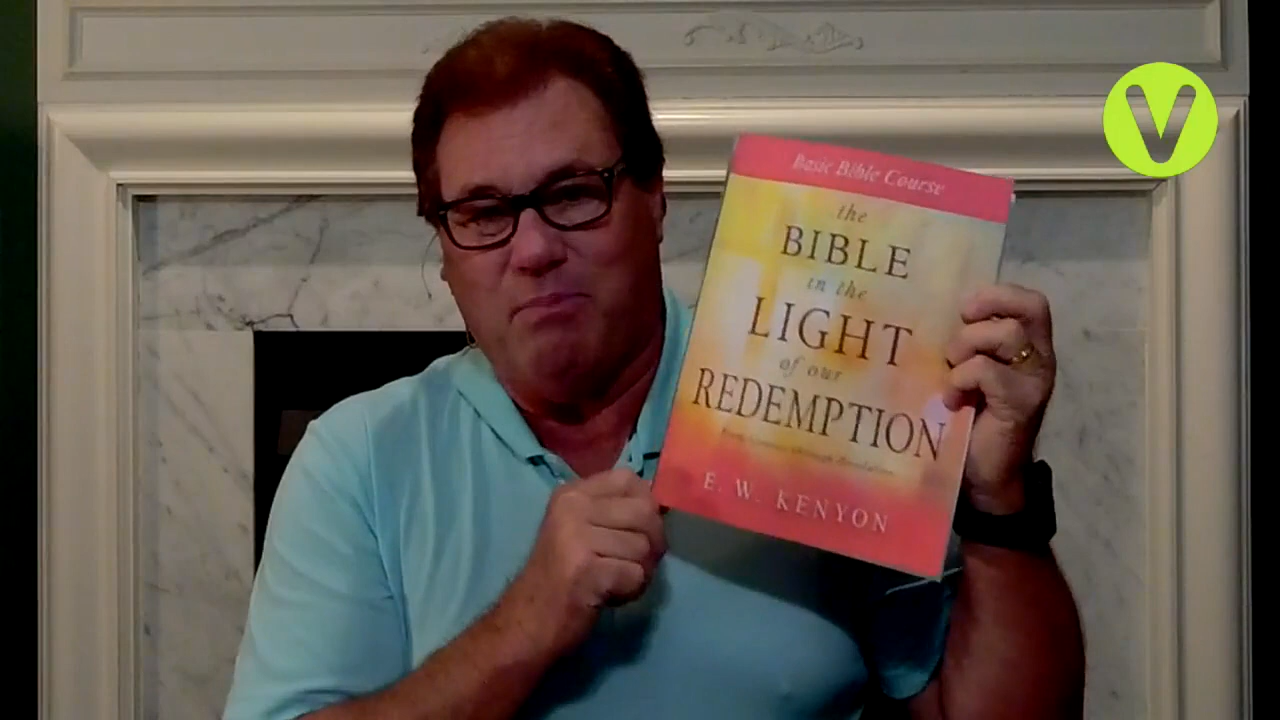 Basic Bible Course
the
BIBLE
in the
LIGHT
of our
REDEMPTION
E. W. KENYON
V